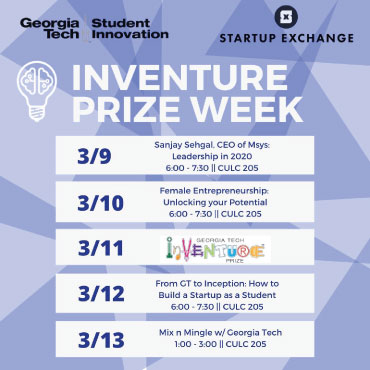 Georgia Tech
Student Innovation
STARTUP EXCHANGE
INVENTURE
PRIZE WEEK
3/9
Sanjay Sehgal, CEO of Msys:
Leadership in 2020
6:00 - 7:30 || CULC 205
3/10
Female Entrepreneurship:
Unlocking your Potential
6:00 - 7:30 || CULC 205
3/11
GEORGIA TECH
inVENTURE
PRIZE
3/12
From GT to Inception: How to
Build a Startup as a Student
6:00 - 7:30 || CULC 205
3/13
Mix n Mingle w/ Georgia Tech
1:00 - 3:00 || CULC 205